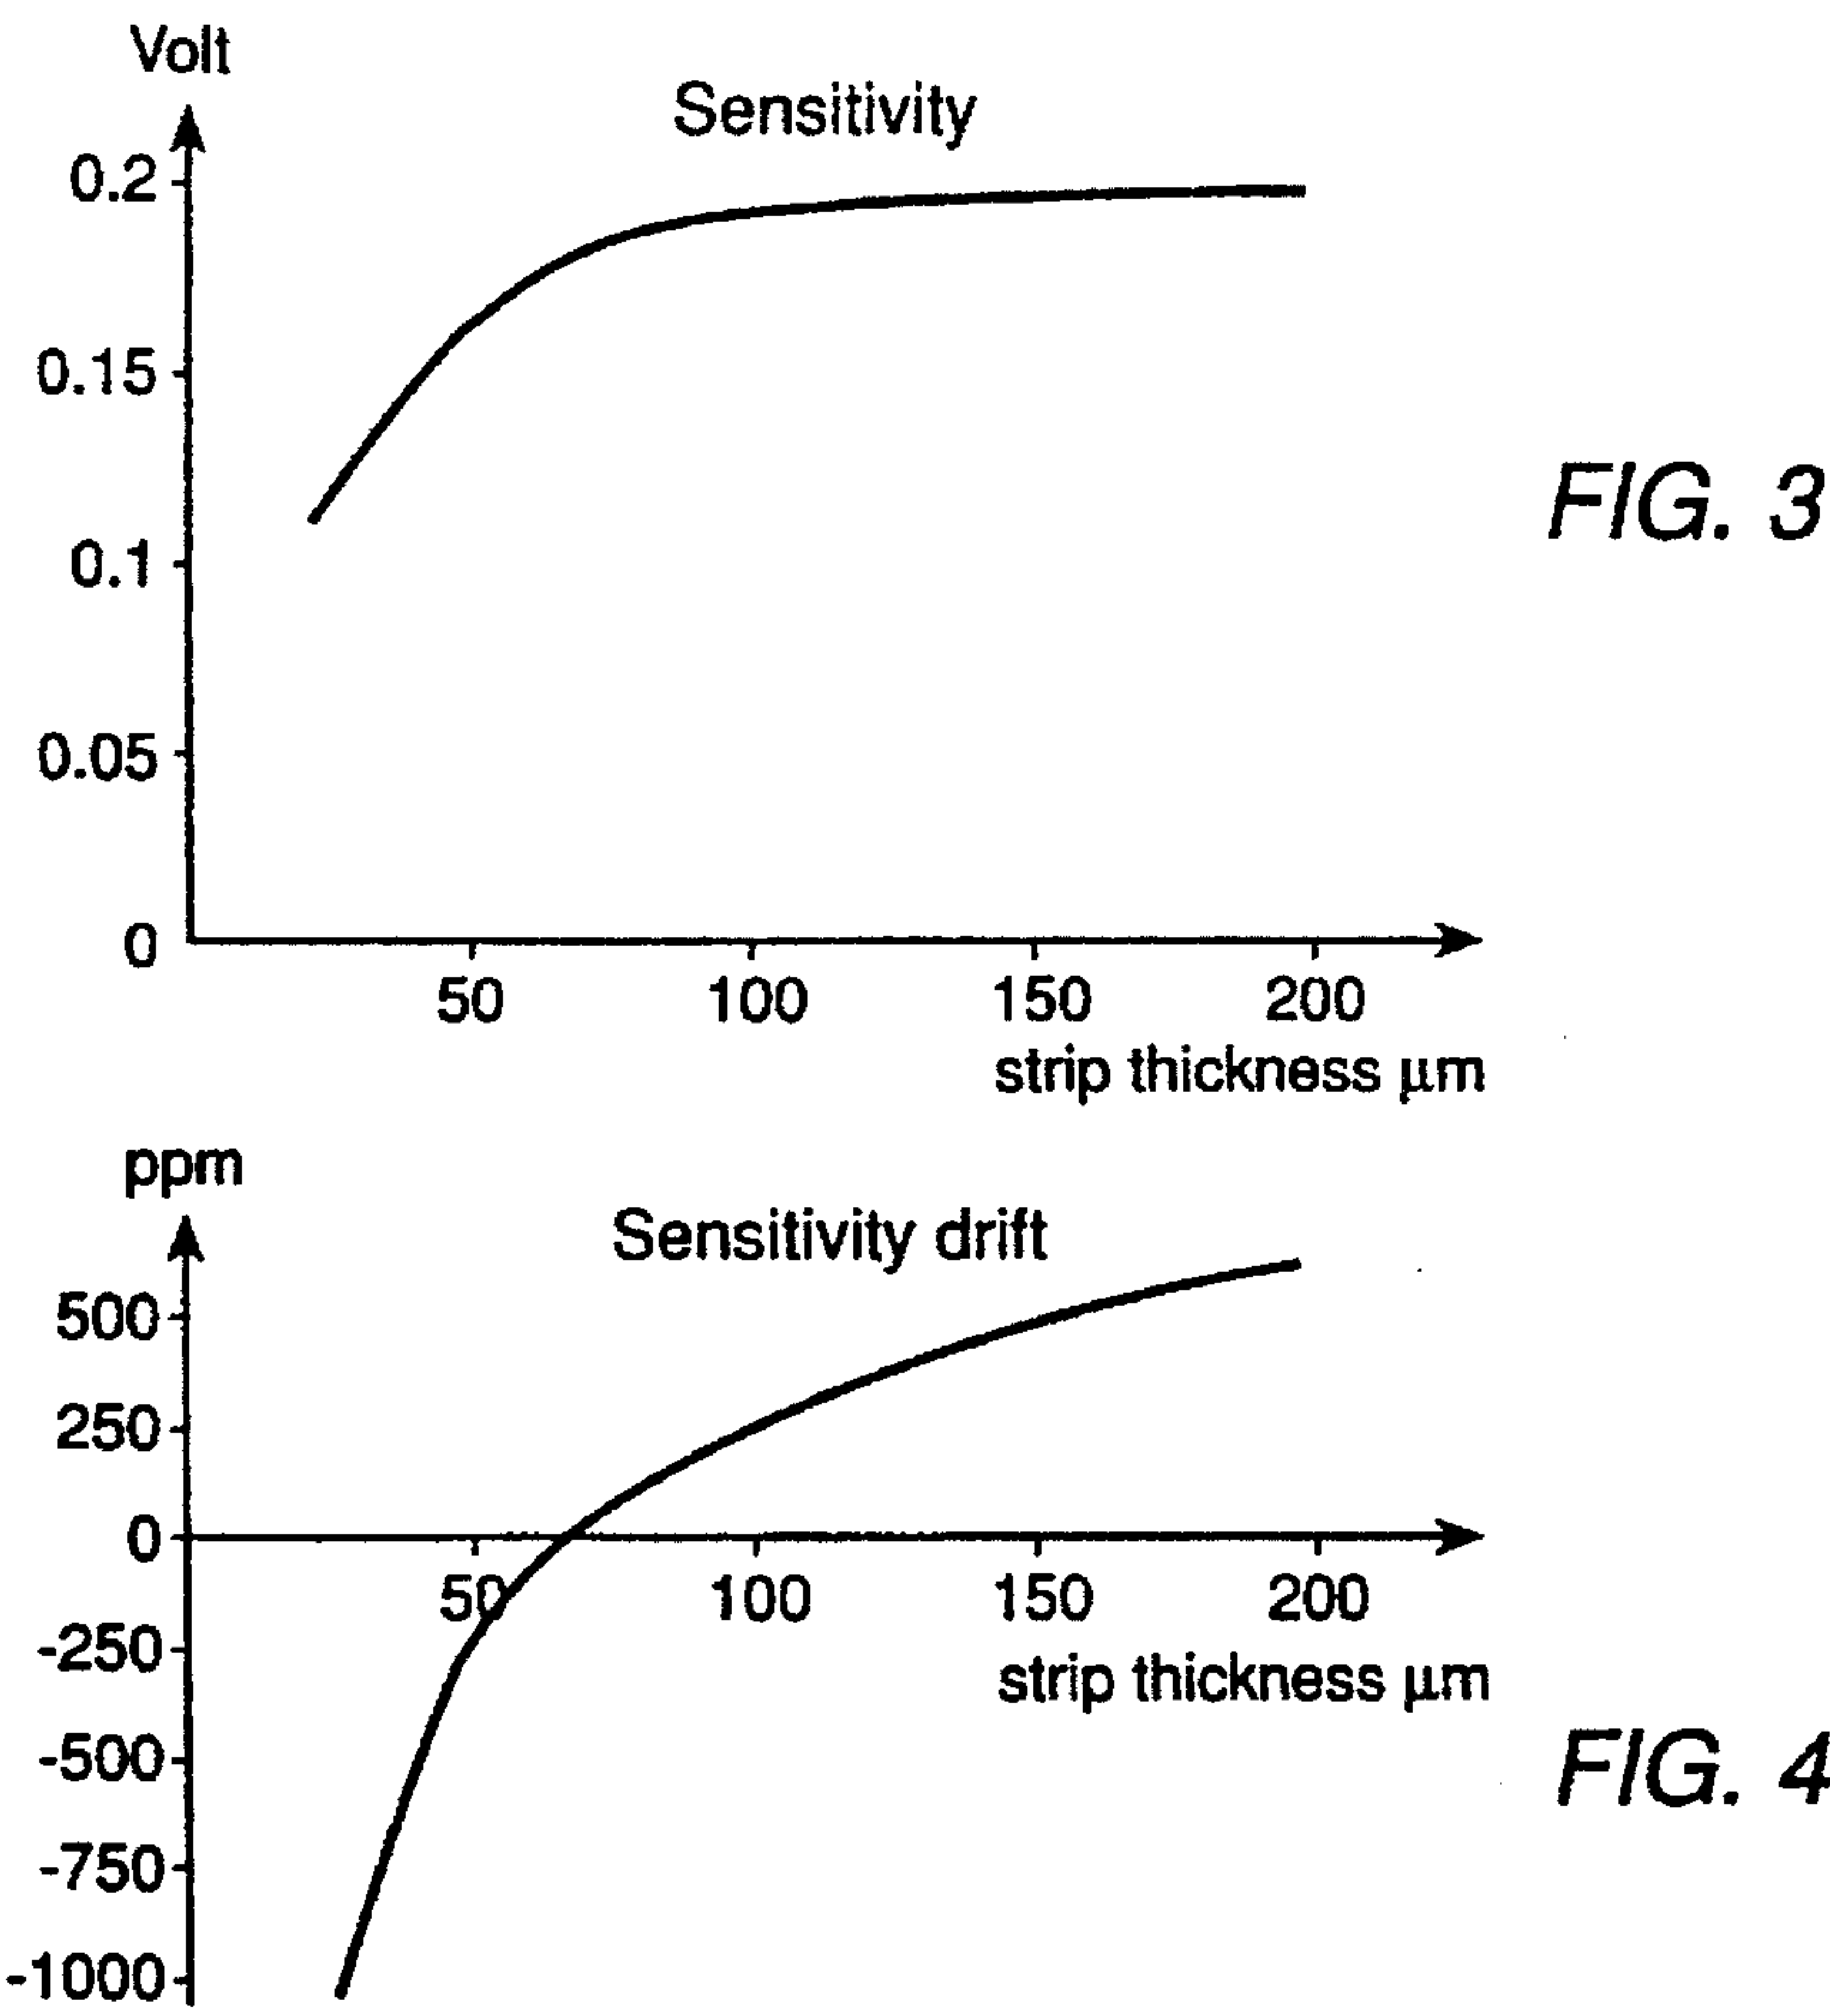 Volt
Sensitivity
0.2
0.15
FIG. 3
0.1
0.05
0
50 100 150 200
strip thickness µm
ppm
Sensitivity drift
500
250
0
50 100 150 200
-250
strip thickness µm
-500
FIG. 4
-750
-1000